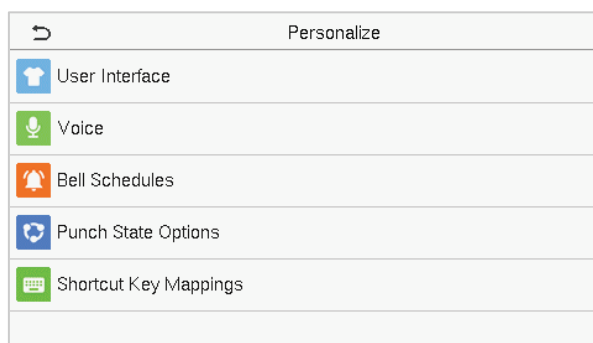 Personalize
User Interface
Voice
Bell Schedules
Punch State Options
Shortcut Key Mappings